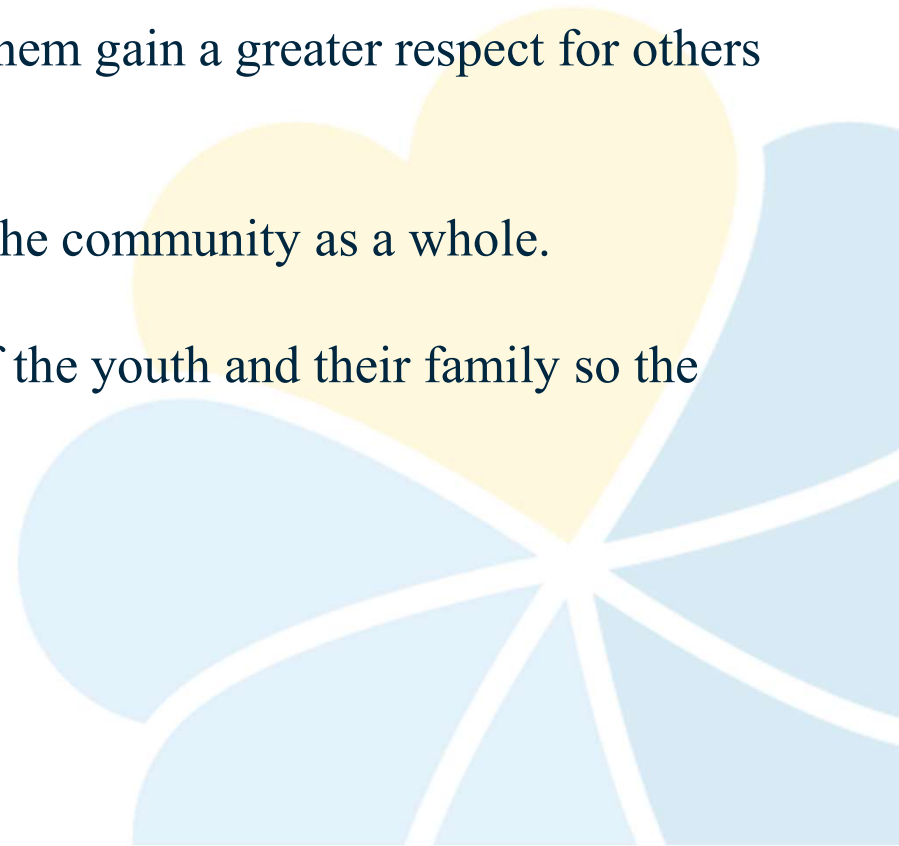 hem gain a greater respect for others
he community as a whole.
the youth and their family so the